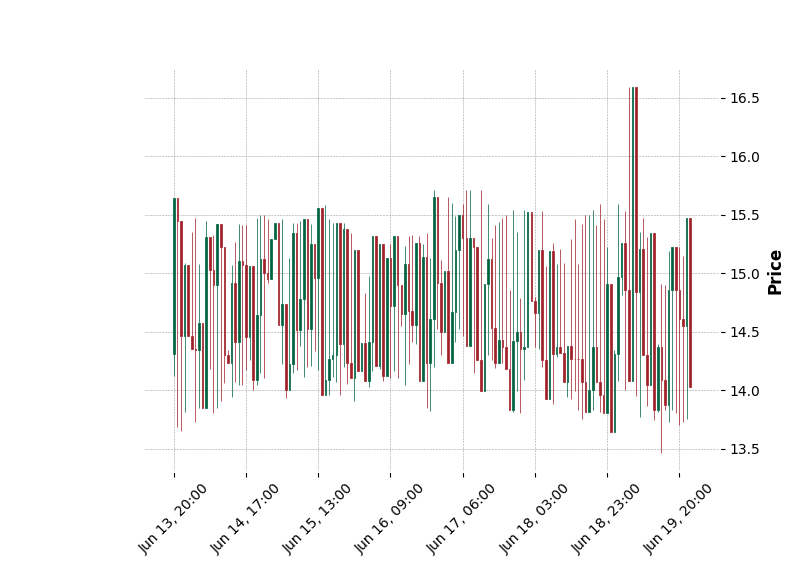 16.5
16.0
15.5
15.0
14.5
14.0
13.5
Price
Jun 13, 20:00
Jun 14, 17:00
Jun 15, 13:00
Jun 16, 09:00
Jun 17, 06:00
Jun 18, 03:00
Jun 18, 23:00
Jun 19, 20:00